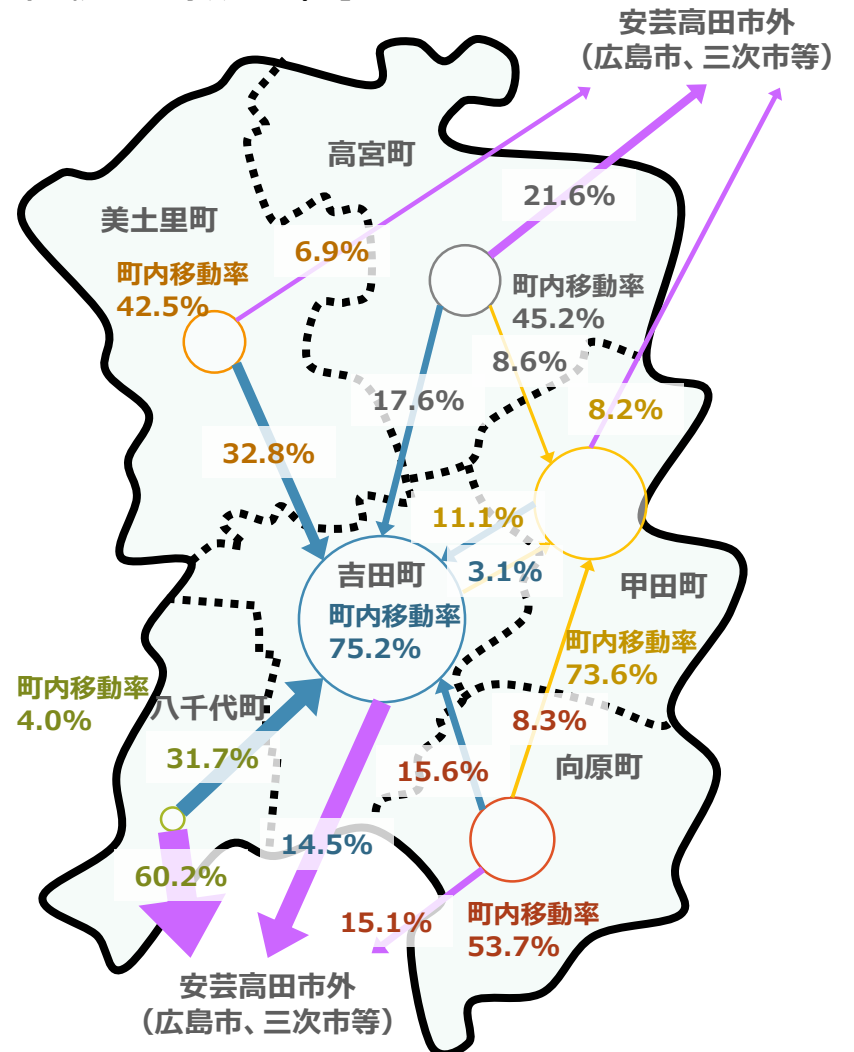 安芸高田市外
（広島市、三次市等）
高宮町
21.6%
美土里町
6.9%
町内移動率
42.5%
町内移動率
45.2%
8.6%
17.6%
8.2%
32.8%
11.1%
3.1%
吉田町
町内移動率
75.2%
甲田町
町内移動率
73.6%
町内移動率
4.0%
八千代町
31.7%
8.3%
15.6%
向原町
14.5%
60.2%
15.1%
町内移動率
53.7%
安芸高田市外
（広島市、三次市等）